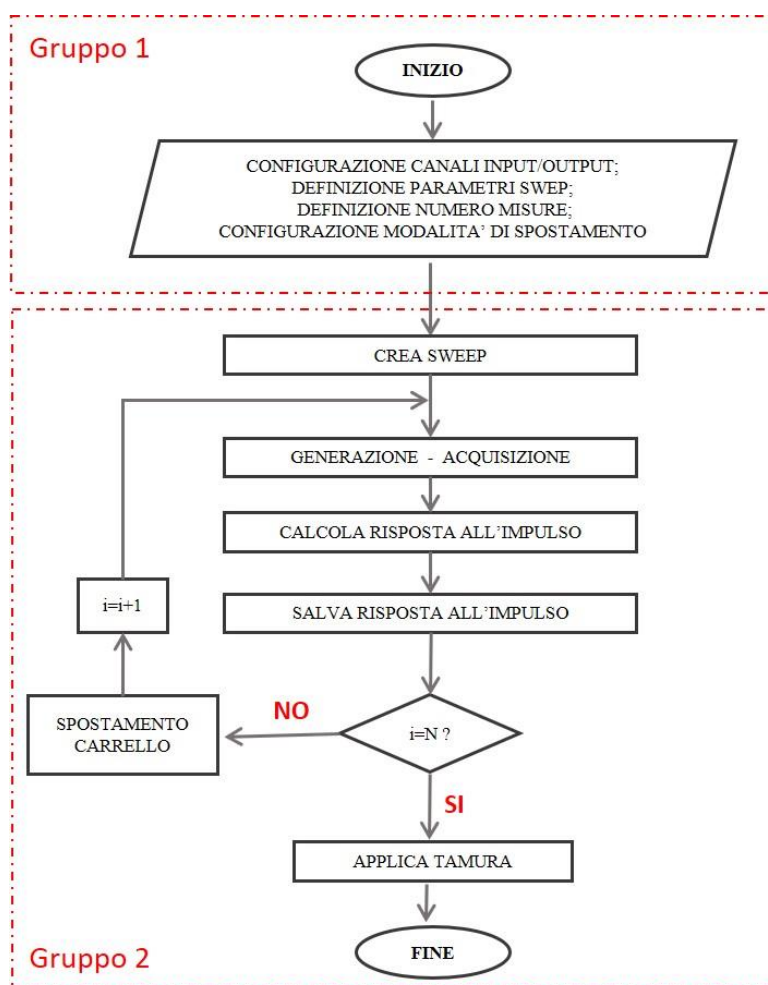 Gruppo 1
INIZIO
CONFIGURAZIONE CANALI INPUT/OUTPUT;
DEFINIZIONE PARAMETRI SWEP;
DEFINIZIONE NUMERO MISURE;
CONFIGURAZIONE MODALITA' DI SPOSTAMENTO
CREA SWEEP
GENERAZIONE - ACQUISIZIONE
CALCOLA RISPOSTA ALL'IMPULSO
SALVA RISPOSTA ALL'IMPULSO
i=i+1
SPOSTAMENTO
CARRELLO
NO
i=N ?
SI
APPLICA TAMURA
FINE
Gruppo 2